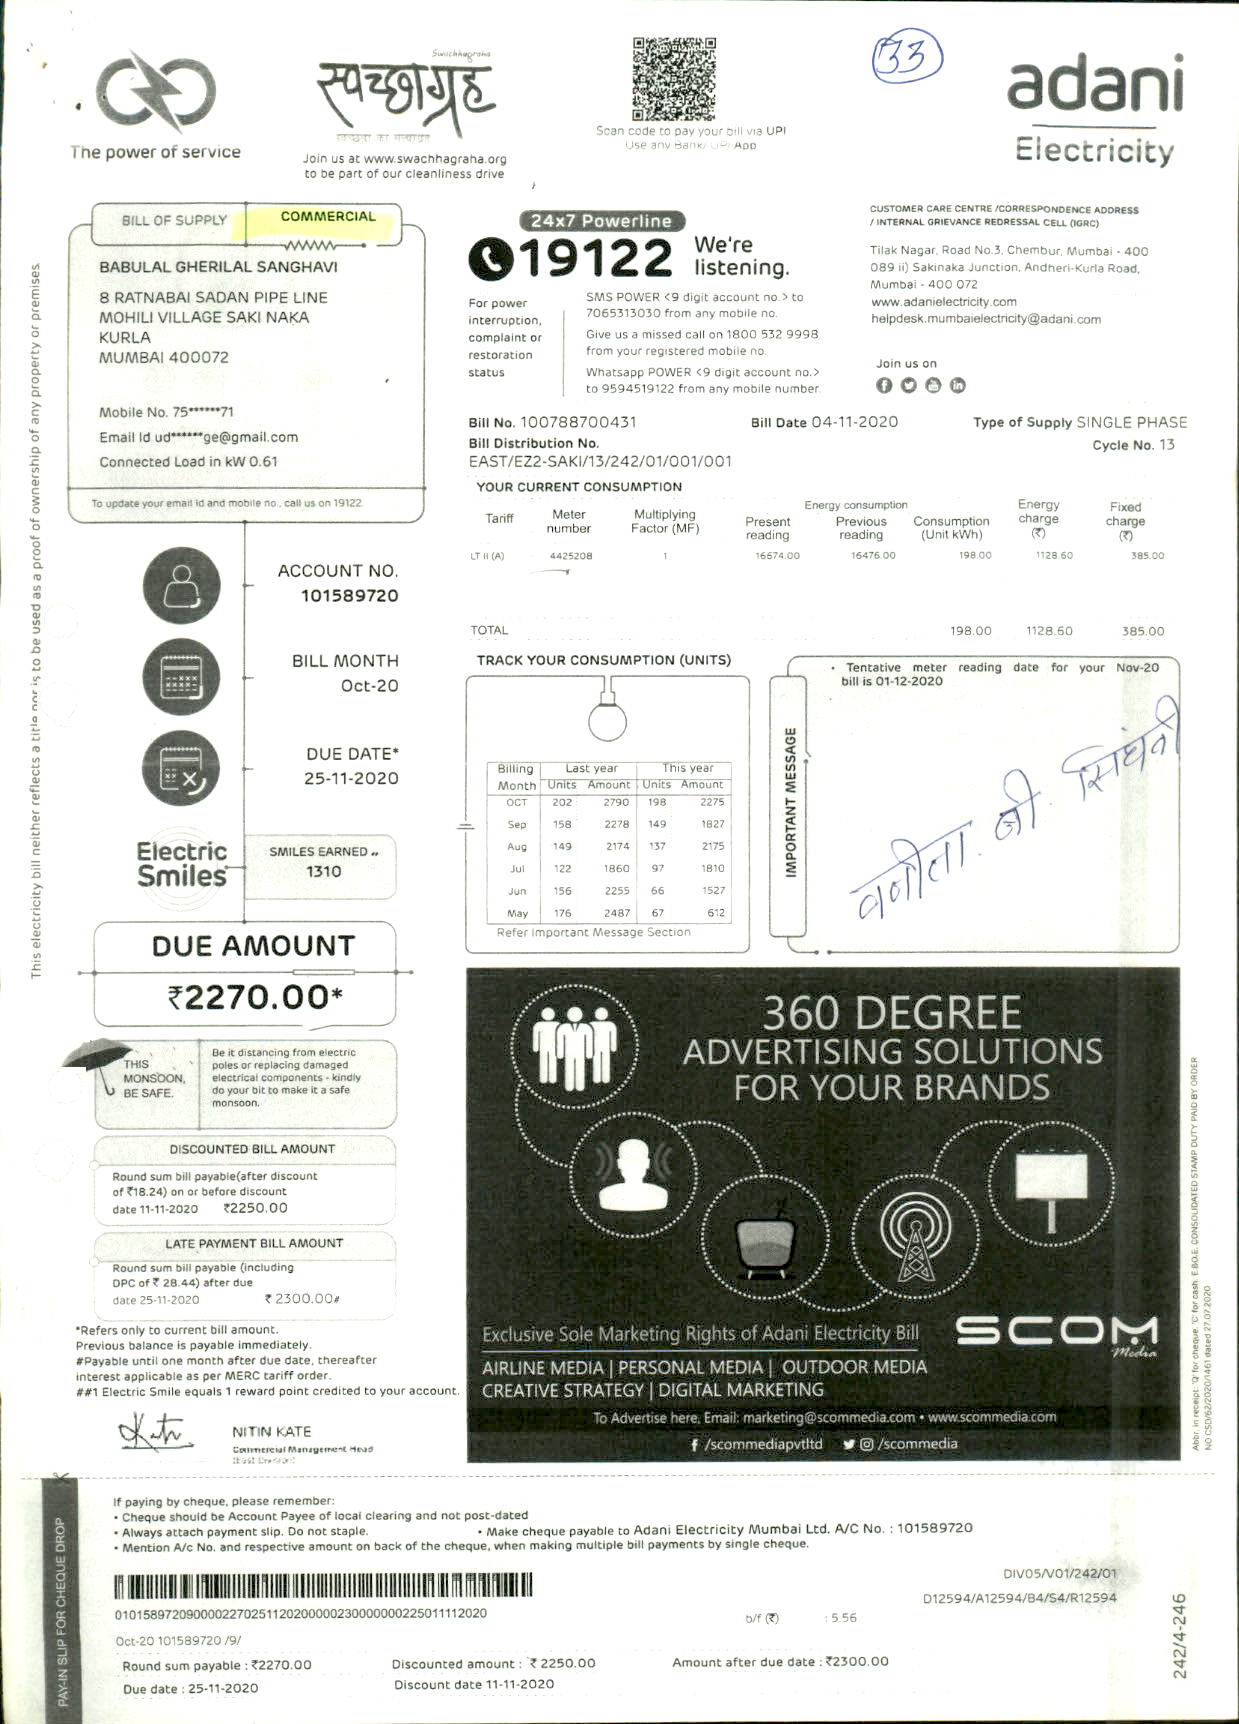 33
Swachhagraha
स्वच्छाग्रह
The power of service
Join us at www.swachhagraha.org
to be part of our cleanliness drive
Scan code to pay your bill via UPI
Use any Bank/ UPI App
adani
Electricity
BILL OF SUPPLY COMMERCIAL
BABULAL GHERILAL SANGHAVI
8 RATNABAI SADAN PIPE LINE
MOHILI VILLAGE SAKI NAKA
KURLA
MUMBAI 400072
Mobile No. 75******71
Email Id ud******ge@gmail.com
Connected Load in kW 0.61
To update your email id and mobile no., call us on 19122.
24x7 Powerline
19122 We're listening.
For power interruption, complaint or restoration status
SMS POWER <9 digit account no.> to
7065313030 from any mobile no.
Give us a missed call on 1800 532 9998
from your registered mobile no.
Whatsapp POWER <9 digit account no.>
to 9594519122 from any mobile number.
CUSTOMER CARE CENTRE /CORRESPONDENCE ADDRESS
/ INTERNAL GRIEVANCE REDRESSAL CELL (IGRC)
Tilak Nagar, Road No.3, Chembur, Mumbai - 400
089 ii) Sakinaka Junction, Andheri-Kurla Road,
Mumbai - 400 072
www.adanielectricity.com
helpdesk.mumbaielectricity@adani.com
Join us on
Bill No. 100788700431 Bill Date 04-11-2020 Type of Supply SINGLE PHASE
Bill Distribution No. Cycle No. 13
EAST/EZ2-SAKI/13/242/01/001/001
YOUR CURRENT CONSUMPTION
Energy consumption
Tariff Meter number Multiplying Factor (MF) Present reading Previous reading Consumption (Unit kWh) Energy charge (₹) Fixed charge (₹)
LT II (A) 4425208 1 16674.00 16476.00 198.00 1128.60 385.00
TOTAL 198.00 1128.60 385.00
ACCOUNT NO.
101589720
BILL MONTH
Oct-20
DUE DATE*
25-11-2020
Electric Smiles
SMILES EARNED
1310
DUE AMOUNT
₹2270.00*
TRACK YOUR CONSUMPTION (UNITS)
Billing Last year This year
Month Units Amount Units Amount
OCT 202 2790 198 2275
Sep 158 2278 149 1827
Aug 149 2174 137 2175
Jul 122 1860 97 1810
Jun 156 2255 66 1527
May 176 2487 67 612
Refer Important Message Section
IMPORTANT MESSAGE
• Tentative meter reading date for your Nov-20
bill is 01-12-2020
जी. सिंघवी
THIS
MONSOON,
BE SAFE.
Be it distancing from electric
poles or replacing damaged
electrical components - kindly
do your bit to make it a safe
monsoon.
DISCOUNTED BILL AMOUNT
Round sum bill payable(after discount
of ₹18.24) on or before discount
date 11-11-2020 ₹2250.00
LATE PAYMENT BILL AMOUNT
Round sum bill payable (including
DPC of ₹ 28.44) after due
date 25-11-2020 ₹ 2300.00#
*Refers only to current bill amount.
Previous balance is payable immediately.
#Payable until one month after due date, thereafter
interest applicable as per MERC tariff order.
##1 Electric Smile equals 1 reward point credited to your account.
NITIN KATE
Commercial Management Head
(East Division)
360 DEGREE
ADVERTISING SOLUTIONS
FOR YOUR BRANDS
Exclusive Sole Marketing Rights of Adani Electricity Bill
SCOM
Media
AIRLINE MEDIA | PERSONAL MEDIA | OUTDOOR MEDIA
CREATIVE STRATEGY | DIGITAL MARKETING
To Advertise here, Email: marketing@scommedia.com • www.scommedia.com
/scommediapvtltd /scommedia
This electricity bill neither reflects a title nor is to be used as a proof of ownership of any property or premises.
Abbr. in receipt: 'Q' for cheque. 'C' for cash. E.&O.E. CONSOLIDATED STAMP DUTY PAID BY ORDER
NO CSD/62/2020/1461 dated 27.07.2020
PAY-IN SLIP FOR CHEQUE DROP
If paying by cheque, please remember:
• Cheque should be Account Payee of local clearing and not post-dated
• Always attach payment slip. Do not staple. • Make cheque payable to Adani Electricity Mumbai Ltd. A/C No. : 101589720
• Mention A/c No. and respective amount on back of the cheque, when making multiple bill payments by single cheque.
DIV05/V01/242/01
D12594/A12594/B4/S4/R12594
b/f (₹) : 5.56
Oct-20 101589720 /9/
Round sum payable : ₹2270.00 Discounted amount : ₹ 2250.00 Amount after due date : ₹2300.00
Due date : 25-11-2020 Discount date 11-11-2020
242/4-246